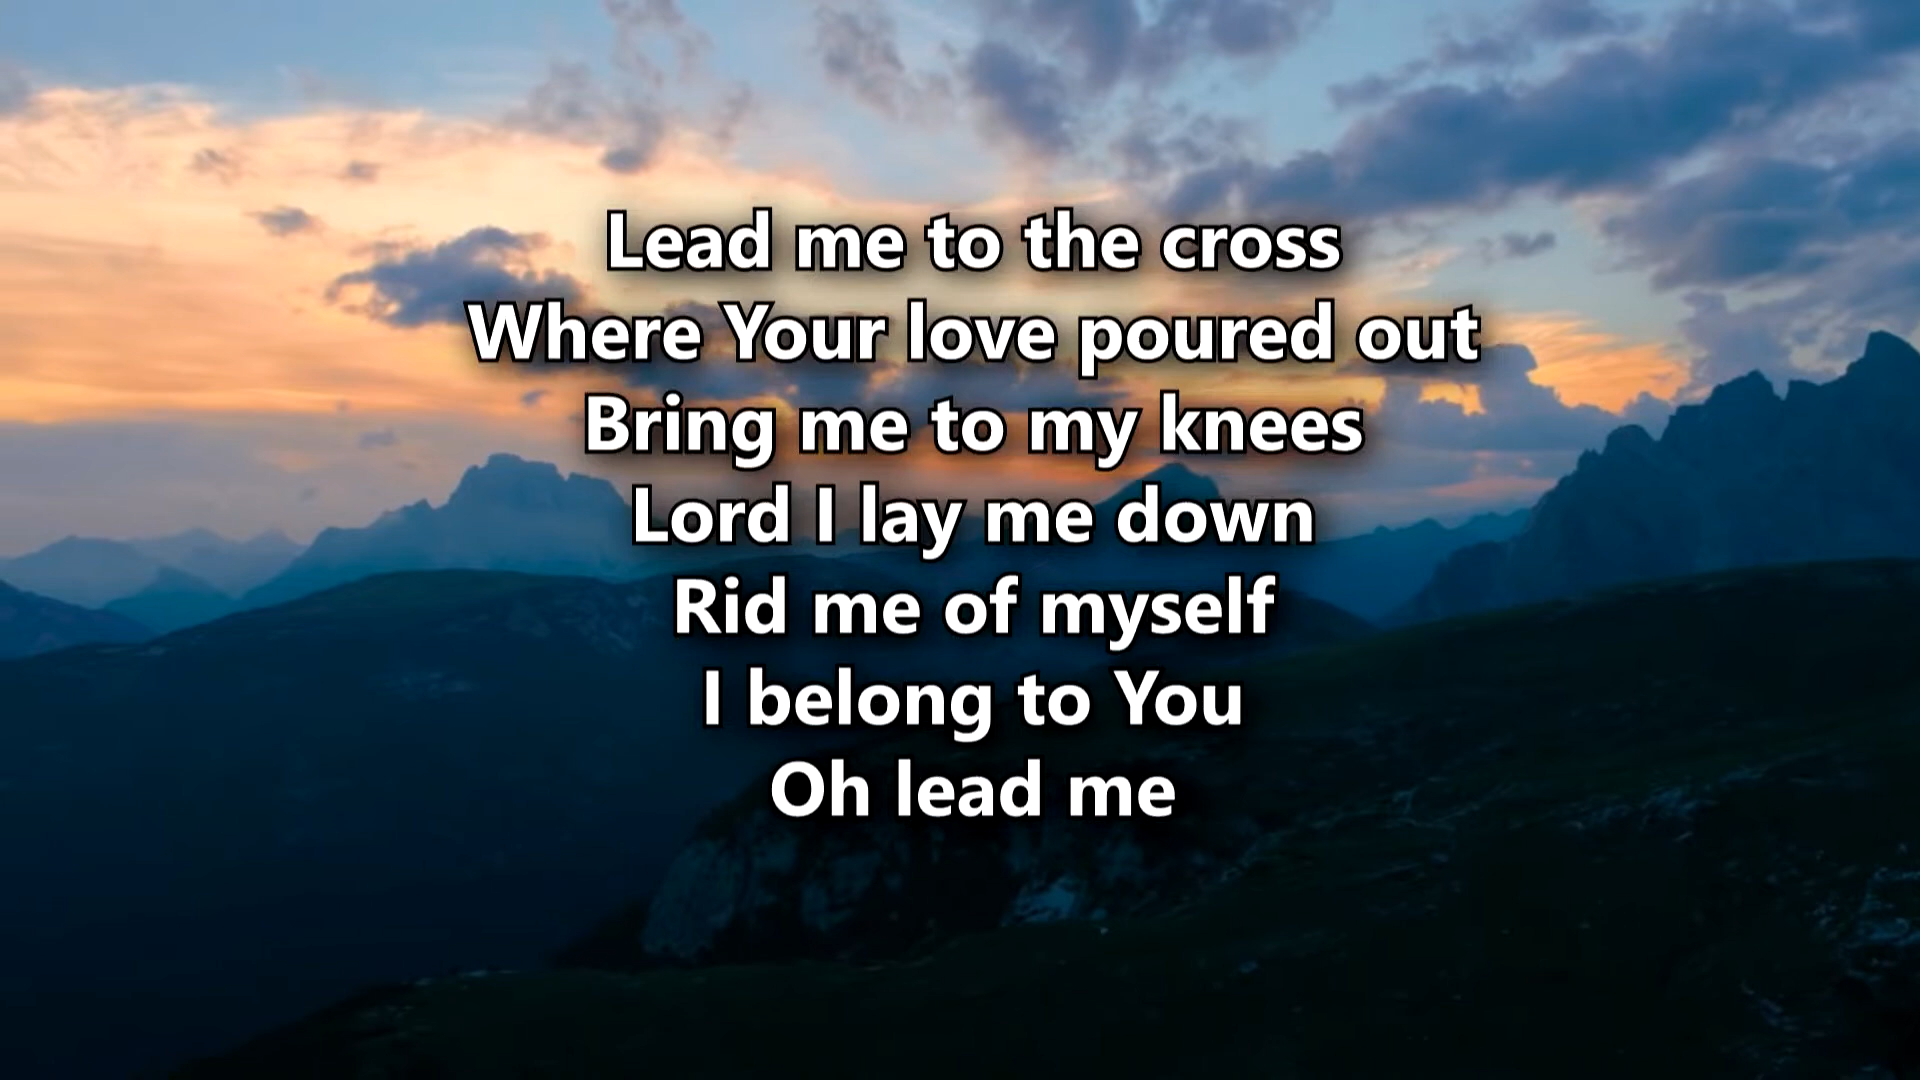 Lead me to the cross
Where Your love poured out
Bring me to my knees
Lord I lay me down
Rid me of myself
I belong to You
Oh lead me